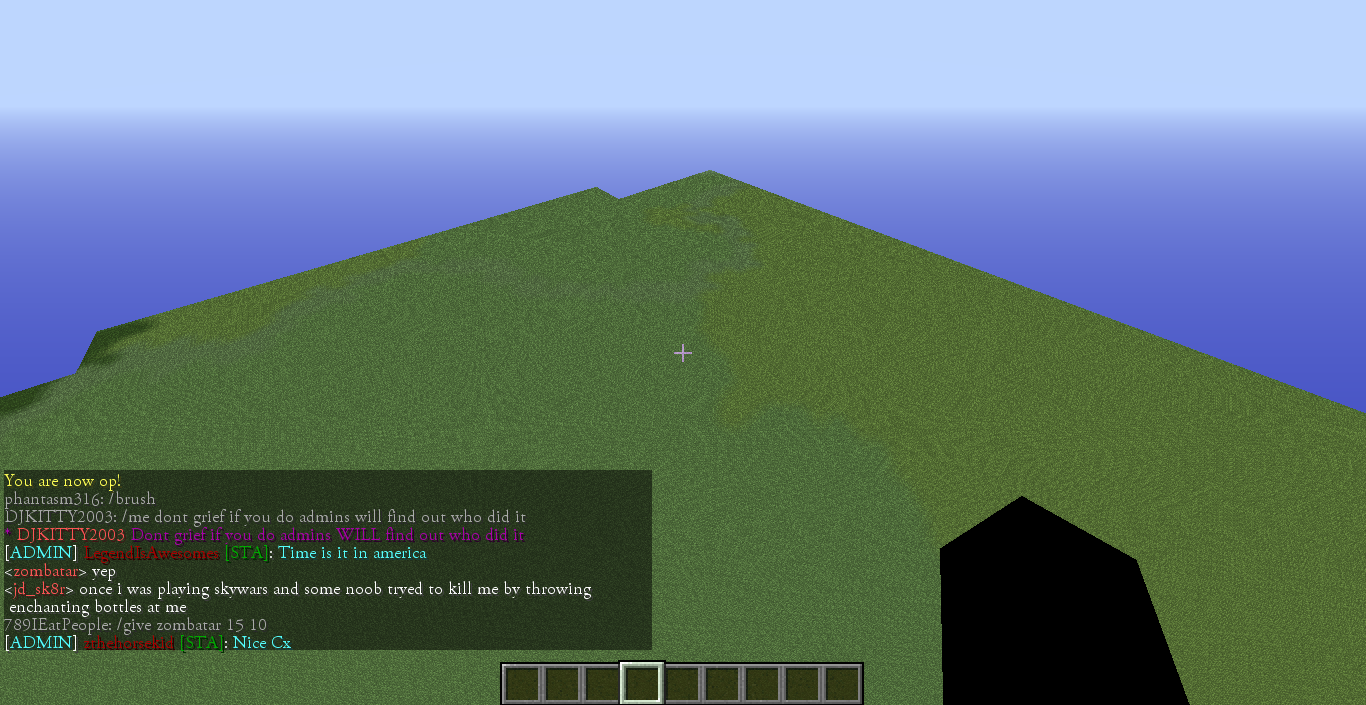 You are now op!
phantasm316: /brush
DJKITTY2003: /me dont grief if you do admins will find out who did it
* DJKITTY2003 Dont grief if you do admins WILL find out who did it
[ADMIN] LegendIsAwesomes [STA]: Time is it in america
<zombatar> yep
<jd_sk8r> once i was playing skywars and some noob tryed to kill me by throwing
enchanting bottles at me
789IEatPeople: /give zombatar 15 10
[ADMIN] [STA]: Nice Cx